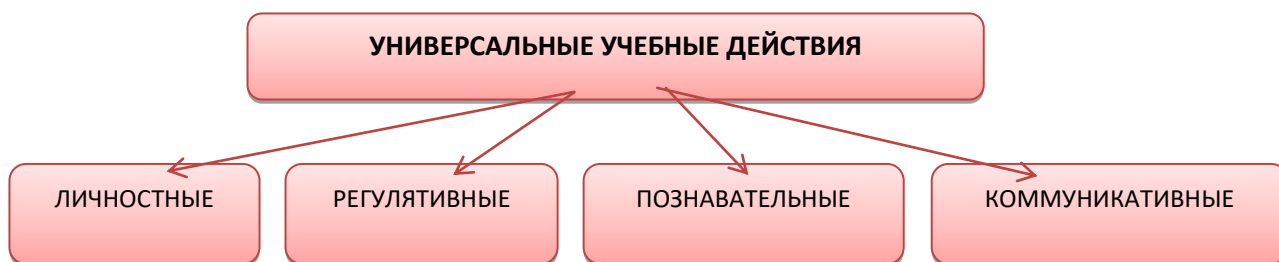 УНИВЕРСАЛЬНЫЕ УЧЕБНЫЕ ДЕЙСТВИЯ
ЛИЧНОСТНЫЕ
РЕГУЛЯТИВНЫЕ
ПОЗНАВАТЕЛЬНЫЕ
КОММУНИКАТИВНЫЕ